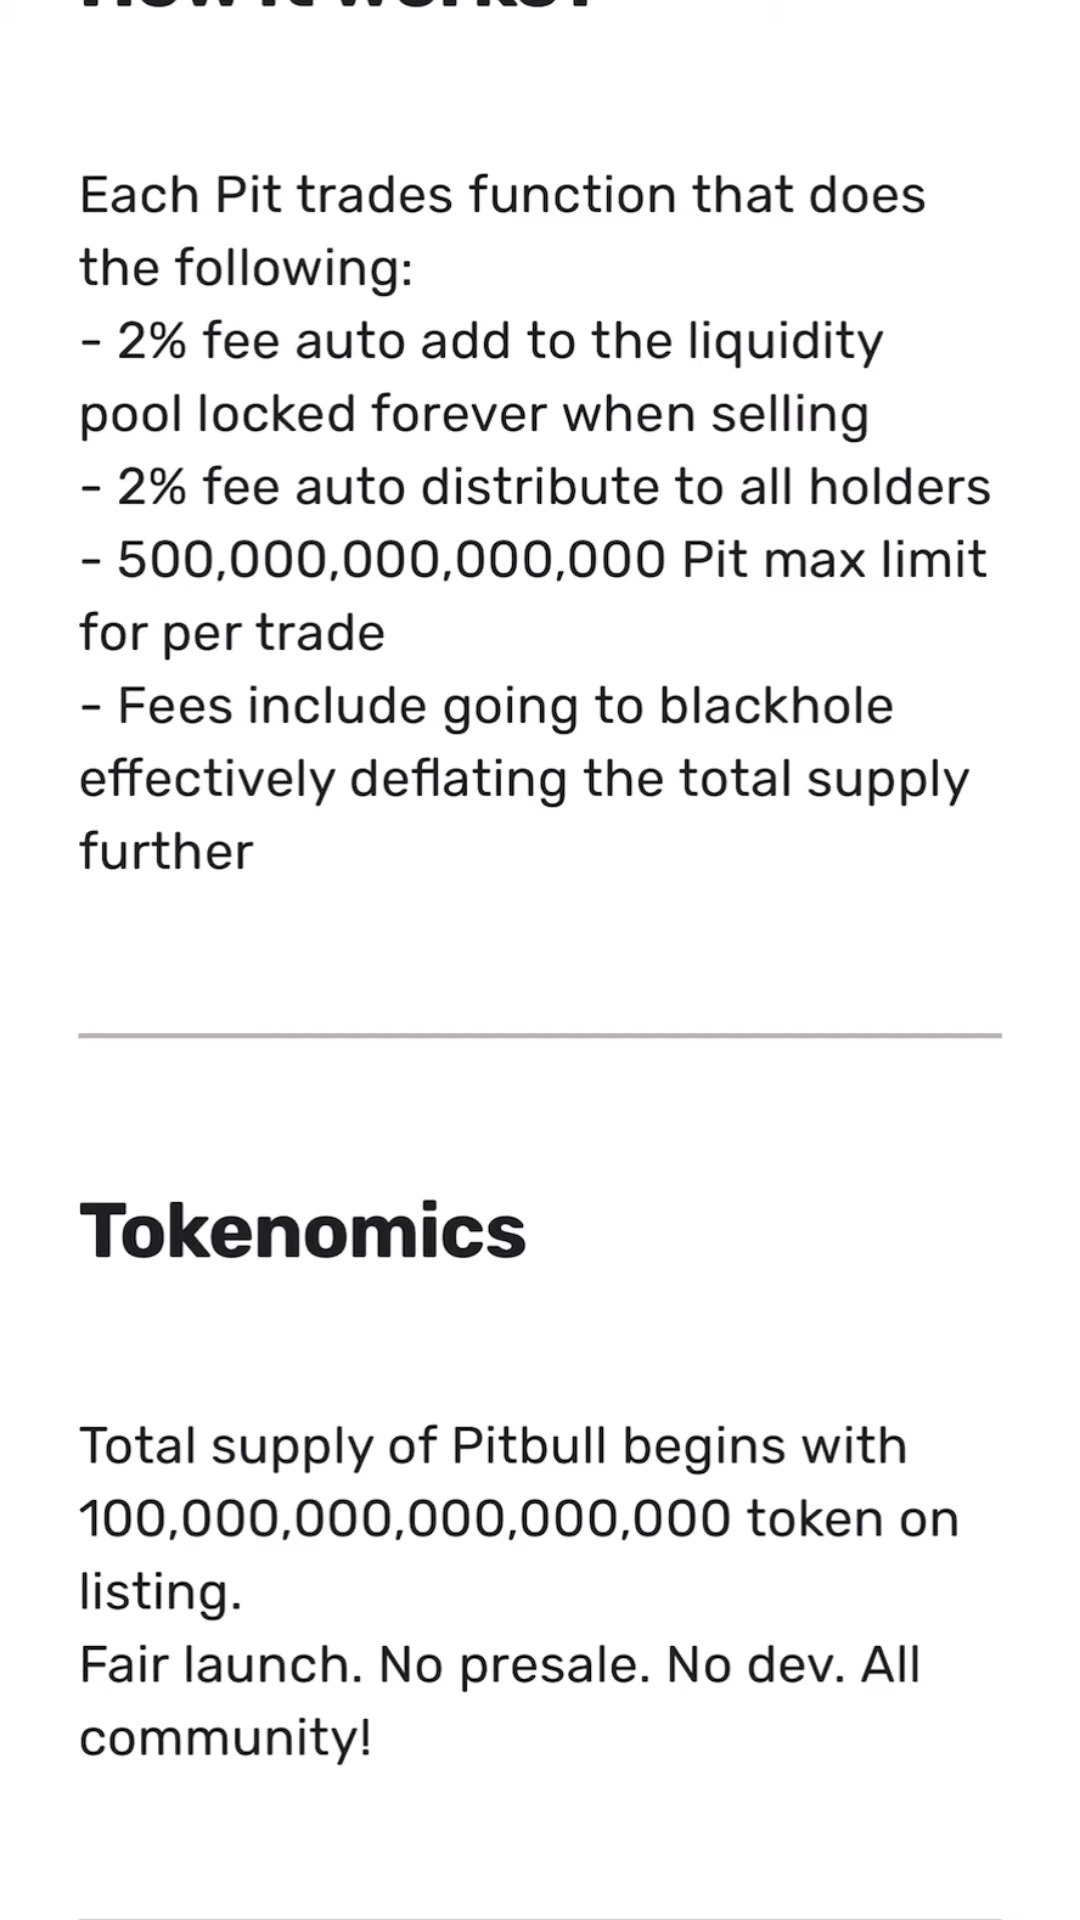 How it works?
Each Pit trades function that does
the following:
- 2% fee auto add to the liquidity
pool locked forever when selling
- 2% fee auto distribute to all holders
- 500,000,000,000,000 Pit max limit
for per trade
- Fees include going to blackhole
effectively deflating the total supply
further
Tokenomics
Total supply of Pitbull begins with
100,000,000,000,000,000 token on
listing.
Fair launch. No presale. No dev. All
community!